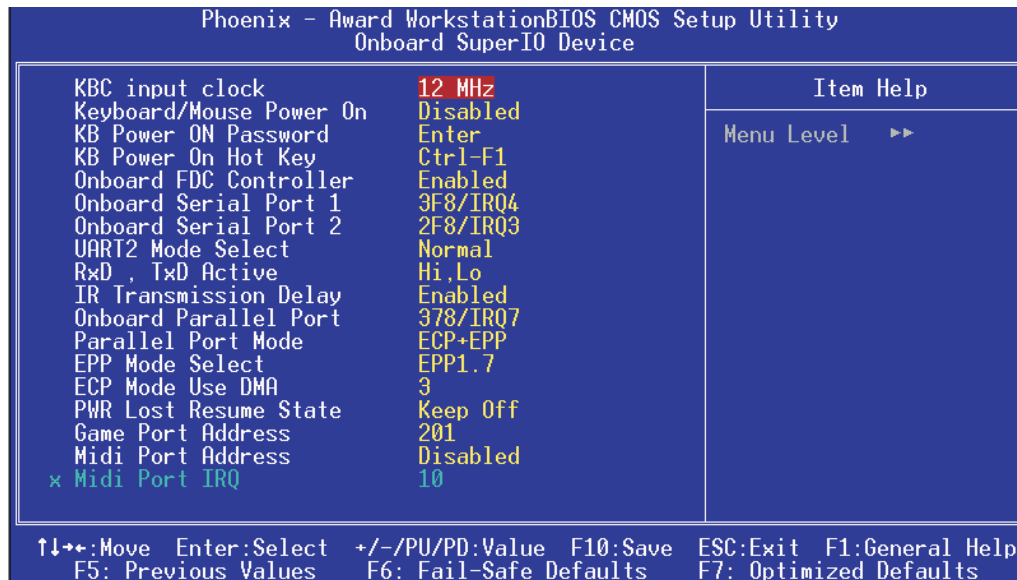 Phoenix - Award WorkstationBIOS CMOS Setup Utility
Onboard SuperIO Device
KBC input clock 12 MHz
Keyboard/Mouse Power On Disabled
KB Power ON Password Enter
KB Power On Hot Key Ctrl-F1
Onboard FDC Controller Enabled
Onboard Serial Port 1 3F8/IRQ4
Onboard Serial Port 2 2F8/IRQ3
UART2 Mode Select Normal
RxD , TxD Active Hi,Lo
IR Transmission Delay Enabled
Onboard Parallel Port 378/IRQ7
Parallel Port Mode ECP+EPP
EPP Mode Select EPP1.7
ECP Mode Use DMA 3
PWR Lost Resume State Keep Off
Game Port Address 201
Midi Port Address Disabled
x Midi Port IRQ 10
Item Help
Menu Level ►►
↑↓→←:Move Enter:Select +/-/PU/PD:Value F10:Save ESC:Exit F1:General Help
F5: Previous Values F6: Fail-Safe Defaults F7: Optimized Defaults